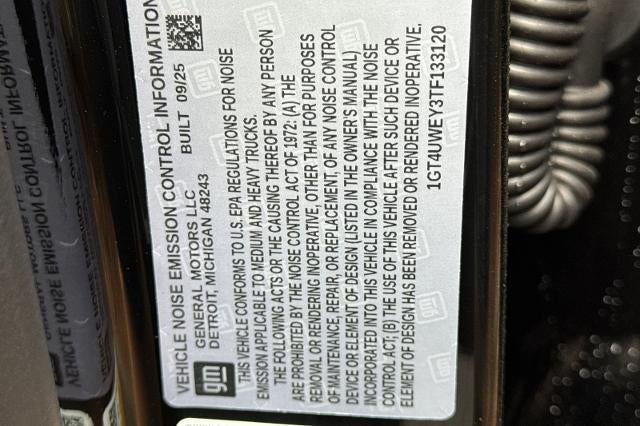 VEHICLE NOISE EMISSION CONTROL INFORMATION
GENERAL MOTORS LLC BUILT 09/25
DETROIT, MICHIGAN 48243
gm
THIS VEHICLE CONFORMS TO U.S. EPA REGULATIONS FOR NOISE
EMISSION APPLICABLE TO MEDIUM AND HEAVY TRUCKS.
THE FOLLOWING ACTS OR THE CAUSING THEREOF BY ANY PERSON
ARE PROHIBITED BY THE NOISE CONTROL ACT OF 1972: (A) THE
REMOVAL OR RENDERING INOPERATIVE, OTHER THAN FOR PURPOSES
OF MAINTENANCE, REPAIR, OR REPLACEMENT, OF ANY NOISE CONTROL
DEVICE OR ELEMENT OF DESIGN (LISTED IN THE OWNER'S MANUAL)
INCORPORATED INTO THIS VEHICLE IN COMPLIANCE WITH THE NOISE
CONTROL ACT; (B) THE USE OF THIS VEHICLE AFTER SUCH DEVICE OR
ELEMENT OF DESIGN HAS BEEN REMOVED OR RENDERED INOPERATIVE.
1GT4UWEY3TF133120